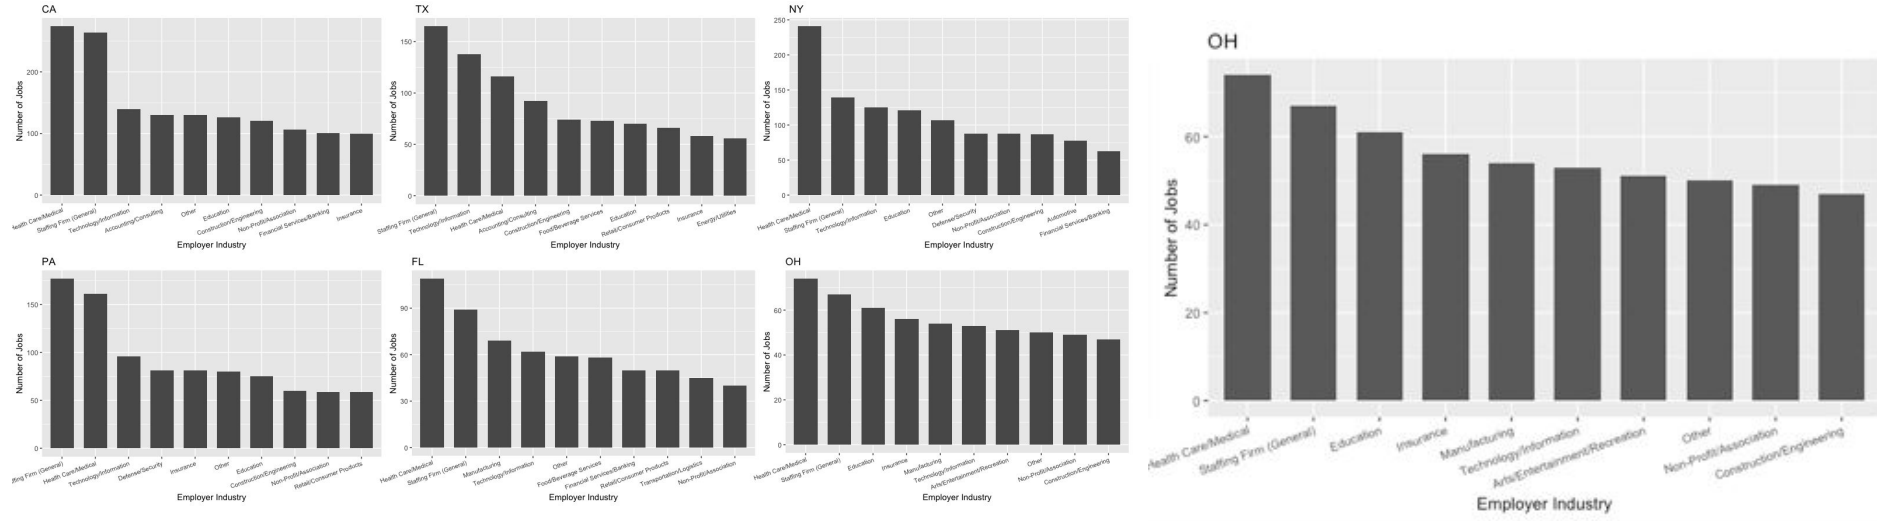 CA
Number of Jobs
200
100
0
Health Care/Medical
Staffing Firm (General)
Technology/Information
Accounting/Consulting
Other
Education
Construction/Engineering
Non-Profit/Association
Financial Services/Banking
Insurance
Employer Industry
TX
Number of Jobs
150
100
50
0
Staffing Firm (General)
Technology/Information
Health Care/Medical
Accounting/Consulting
Construction/Engineering
Food/Beverage Services
Education
Retail/Consumer Products
Insurance
Energy/Utilities
Employer Industry
NY
Number of Jobs
250
200
150
100
50
0
Health Care/Medical
Staffing Firm (General)
Technology/Information
Education
Other
Defense/Security
Non-Profit/Association
Construction/Engineering
Automotive
Financial Services/Banking
Employer Industry
PA
Number of Jobs
150
100
50
0
ffing Firm (General)
Health Care/Medical
Technology/Information
Defense/Security
Insurance
Other
Education
Construction/Engineering
Non-Profit/Association
Retail/Consumer Products
Employer Industry
FL
Number of Jobs
90
60
30
0
Health Care/Medical
Staffing Firm (General)
Manufacturing
Technology/Information
Other
Food/Beverage Services
Financial Services/Banking
Retail/Consumer Products
Transportation/Logistics
Non-Profit/Association
Employer Industry
OH
Number of Jobs
60
40
20
0
Health Care/Medical
Staffing Firm (General)
Education
Insurance
Manufacturing
Technology/Information
Arts/Entertainment/Recreation
Other
Non-Profit/Association
Construction/Engineering
Employer Industry
OH
Number of Jobs
60
40
20
0
Health Care/Medical
Staffing Firm (General)
Education
Insurance
Manufacturing
Technology/Information
Arts/Entertainment/Recreation
Other
Non-Profit/Association
Construction/Engineering
Employer Industry